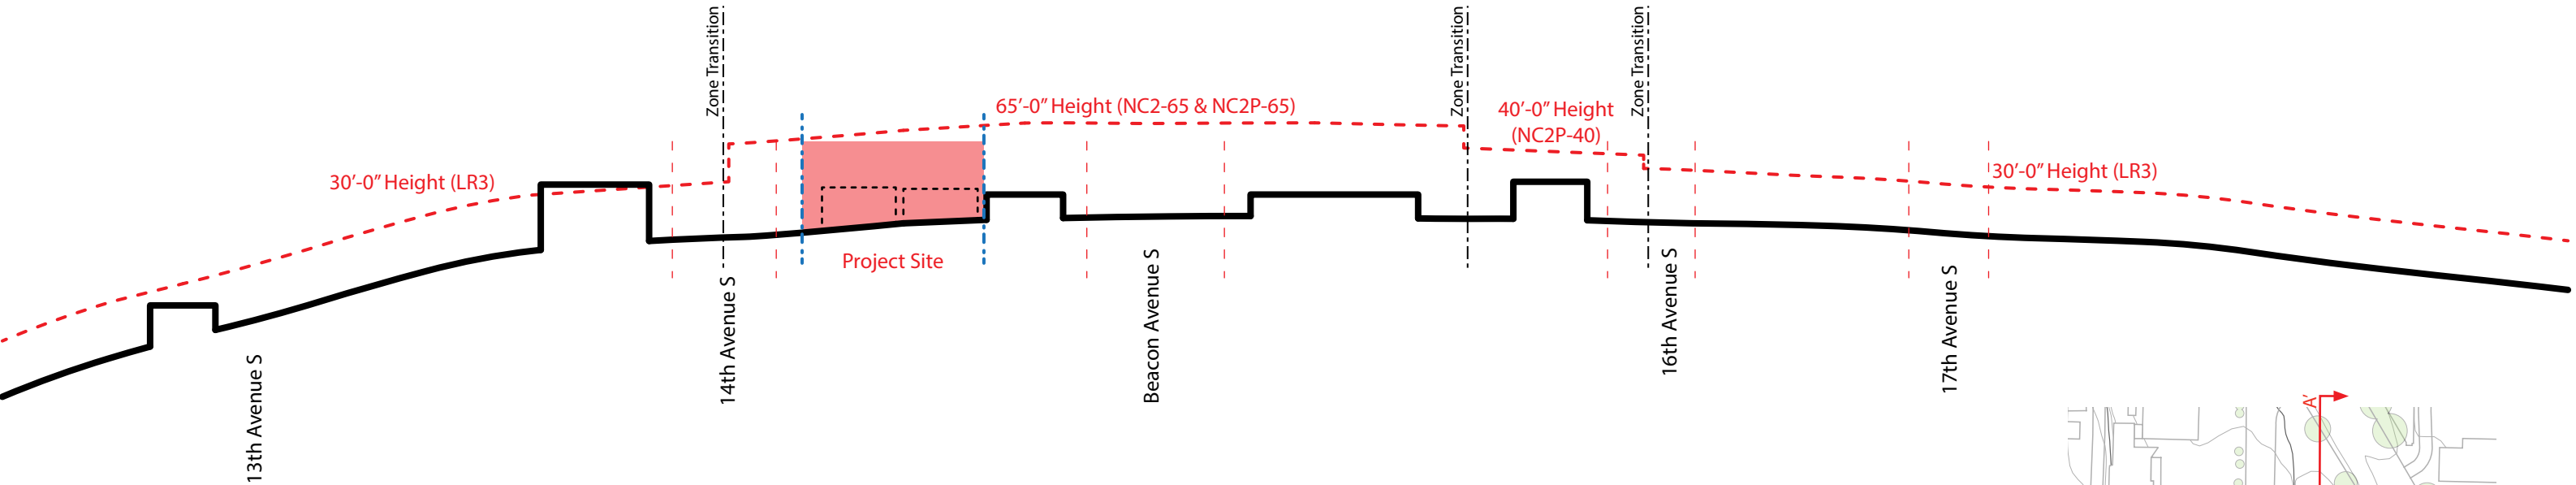 Zone Transition
Zone Transition
Zone Transition
65’-0” Height (NC2-65 & NC2P-65)
40’-0” Height
(NC2P-40)
30’-0” Height (LR3)
30’-0” Height (LR3)
Project Site
13th Avenue S
14th Avenue S
Beacon Avenue S
16th Avenue S
17th Avenue S
A’